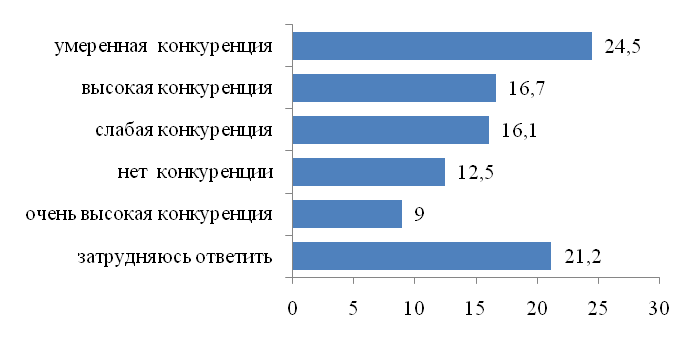 умеренная конкуренция 24,5
высокая конкуренция 16,7
слабая конкуренция 16,1
нет конкуренции 12,5
очень высокая конкуренция 9
затрудняюсь ответить 21,2
0 5 10 15 20 25 30